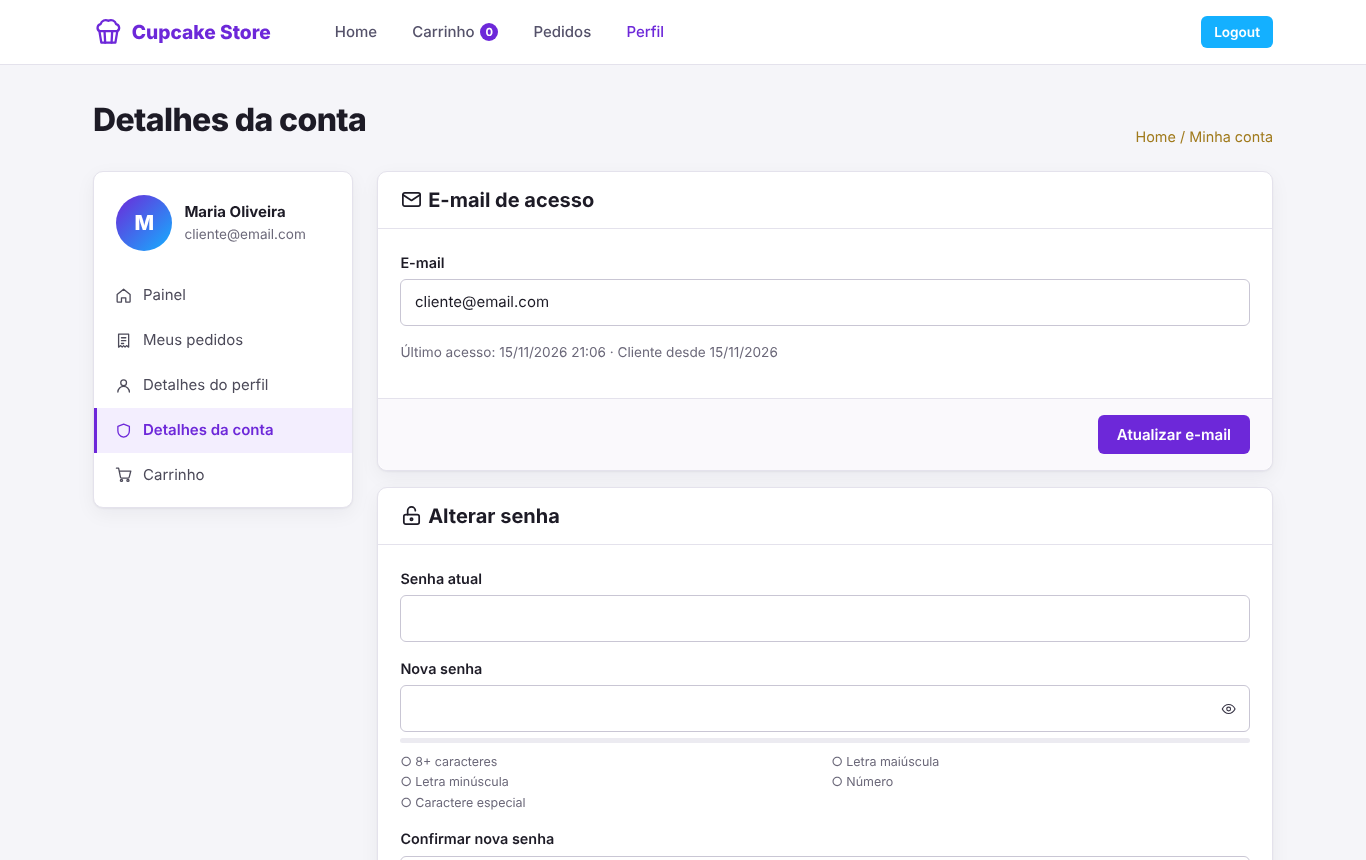 Cupcake Store
Home
Carrinho 0
Pedidos
Perfil
Logout
Detalhes da conta
Home / Minha conta
M
Maria Oliveira
cliente@email.com
Painel
Meus pedidos
Detalhes do perfil
Detalhes da conta
Carrinho
E-mail de acesso
E-mail
cliente@email.com
Último acesso: 15/11/2026 21:06 · Cliente desde 15/11/2026
Atualizar e-mail
Alterar senha
Senha atual
Nova senha
8+ caracteres
Letra maiúscula
Letra minúscula
Número
Caractere especial
Confirmar nova senha